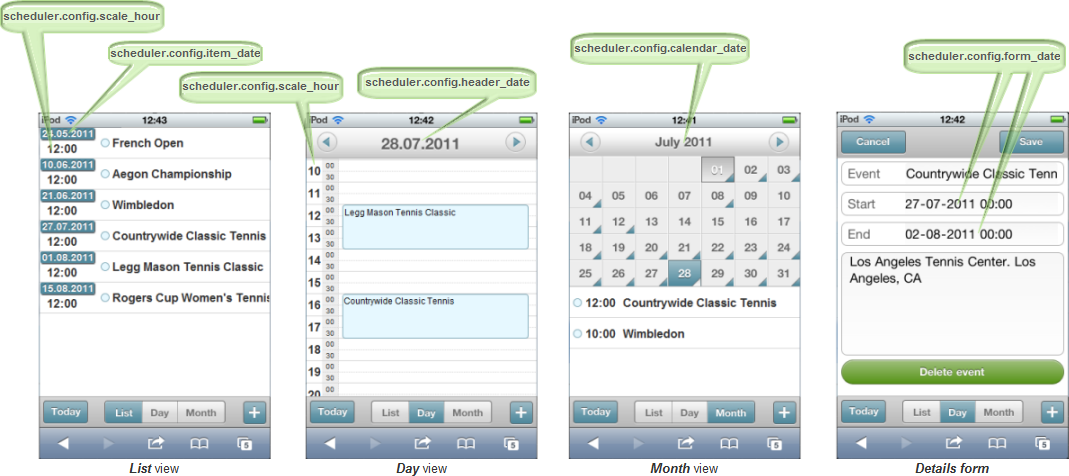 scheduler.config.scale_hour
scheduler.config.item_date
scheduler.config.scale_hour
scheduler.config.header_date
scheduler.config.calendar_date
scheduler.config.form_date
iPod 12:43
24.05.2011
12:00 French Open
10.06.2011
12:00 Aegon Championship
21.06.2011
12:00 Wimbledon
27.07.2011
12:00 Countrywide Classic Tennis
01.08.2011
12:00 Legg Mason Tennis Classic
15.08.2011
12:00 Rogers Cup Women's Tennis
Today List Day Month +
5
List view
iPod 12:42
28.07.2011
10 00
30
11 00
30
12 00
30
Legg Mason Tennis Classic
13 00
30
14 00
30
15 00
30
16 00
30
Countrywide Classic Tennis
17 00
30
18 00
30
19 00
30
20 00
Today List Day Month +
5
Day view
iPod 12:41
July 2011
01 02 03
04 05 06 07 08 09 10
11 12 13 14 15 16 17
18 19 20 21 22 23 24
25 26 27 28 29 30 31
12:00 Countrywide Classic Tennis
10:00 Wimbledon
Today List Day Month +
5
Month view
iPod 12:42
Cancel Save
Event Countrywide Classic Tenn
Start 27-07-2011 00:00
End 02-08-2011 00:00
Los Angeles Tennis Center. Los
Angeles, CA
Delete event
Today List Day Month +
5
Details form